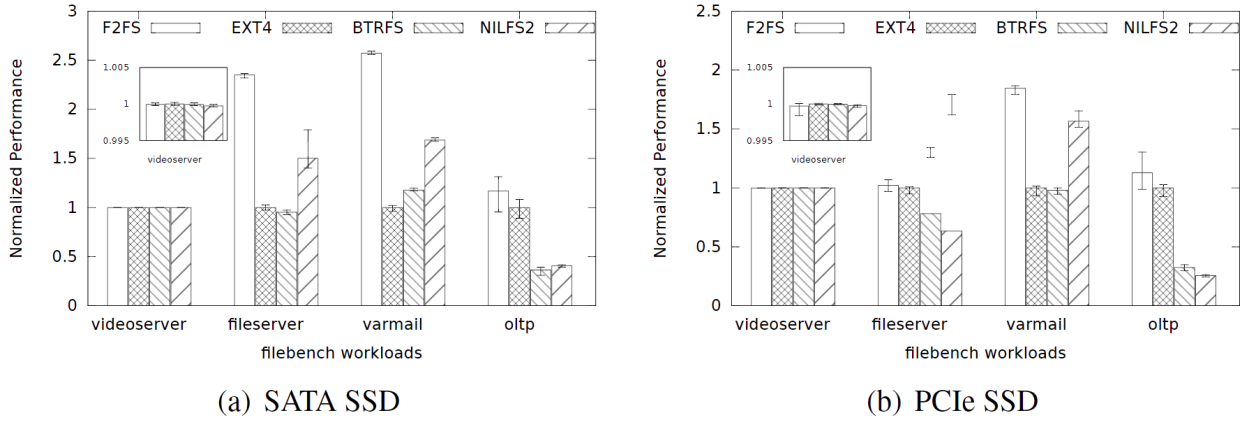 F2FS EXT4 BTRFS NILFS2
Normalized Performance
3
2.5
2
1.5
1
0.5
0
1.005
1
0.995
videoserver
videoserver fileserver varmail oltp
filebench workloads
(a) SATA SSD
F2FS EXT4 BTRFS NILFS2
Normalized Performance
2.5
2
1.5
1
0.5
0
1.005
1
0.995
videoserver
videoserver fileserver varmail oltp
filebench workloads
(b) PCIe SSD